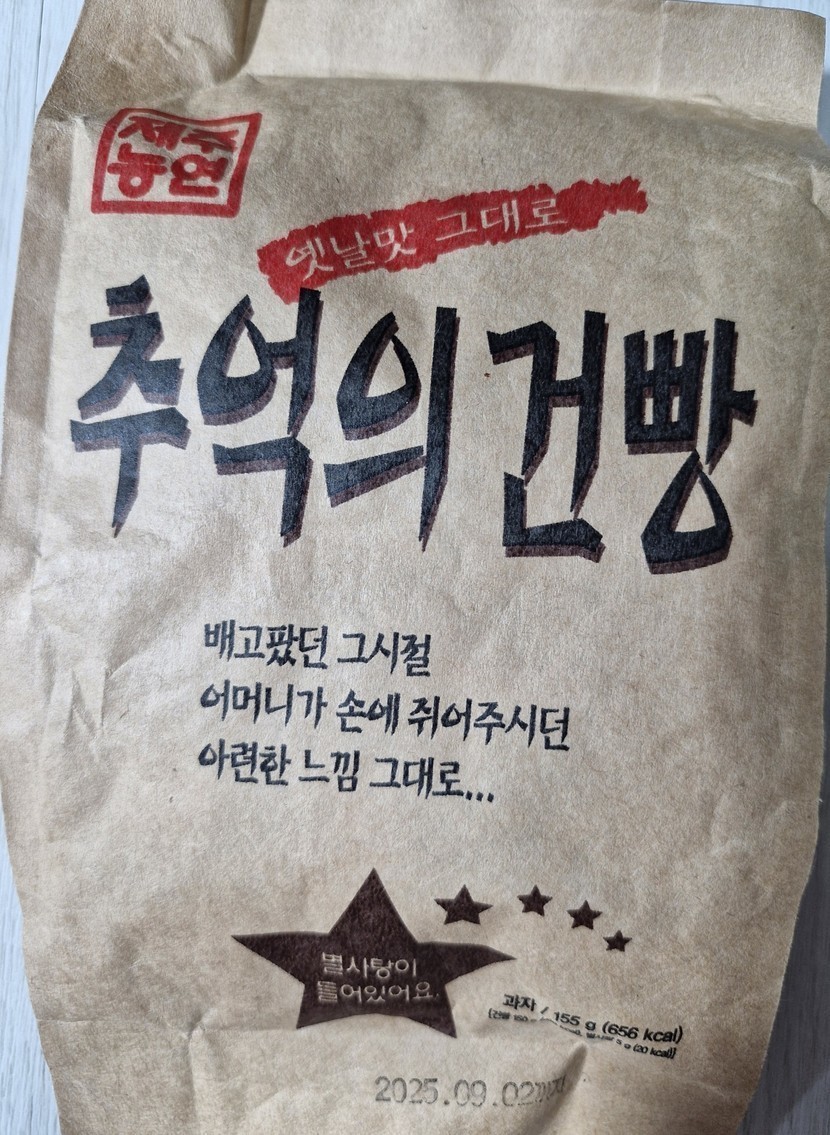 제주
농연
옛날맛 그대로
추억의 건빵
배고팠던 그시절
어머니가 손에 쥐어주시던
아련한 느낌 그대로...
별사탕이
들어있어요.
과자 / 155 g (656 kcal)
(20 kcal)]
2025.09.02까지